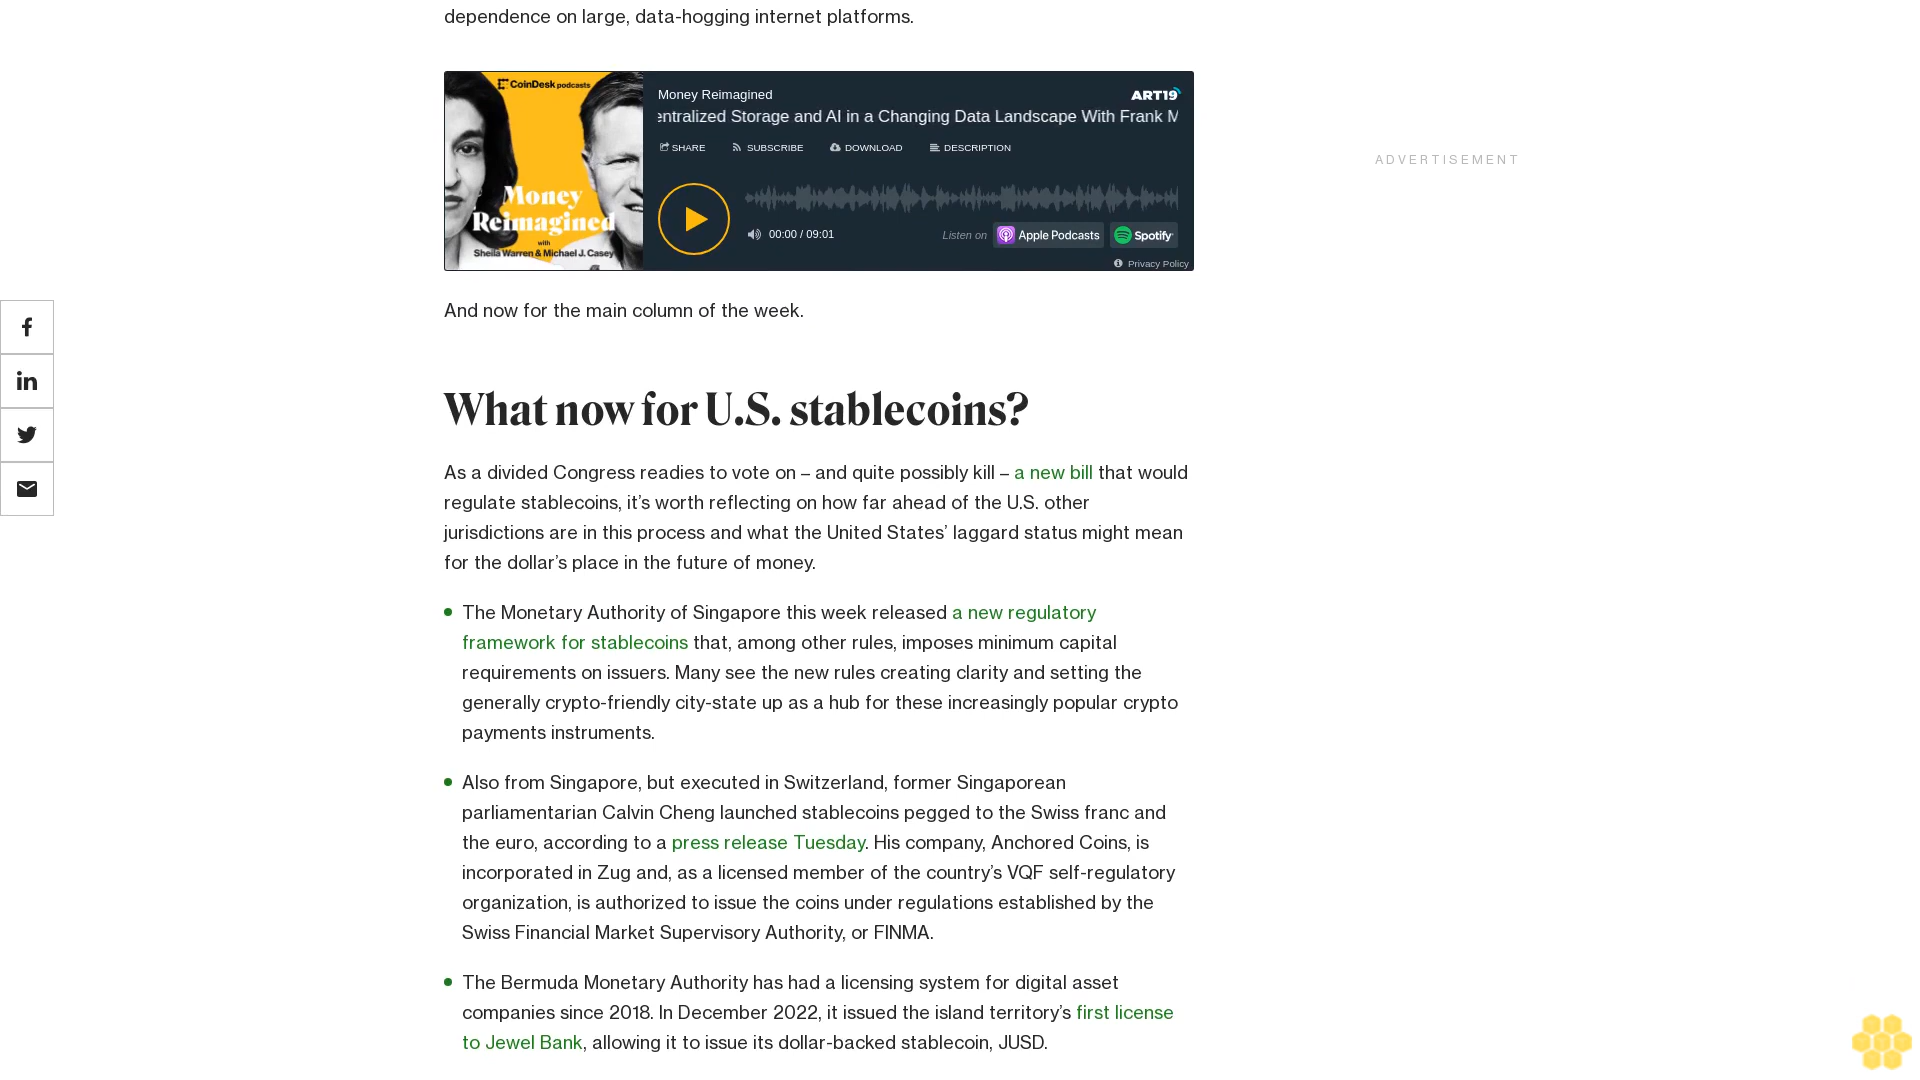 dependence on large, data-hogging internet platforms.
CoinDesk podcasts
Money
Reimagined
with
Sheila Warren & Michael J. Casey
Money Reimagined
ART19
entralized Storage and AI in a Changing Data Landscape With Frank M
SHARE
SUBSCRIBE
DOWNLOAD
DESCRIPTION
00:00 / 09:01
Listen on
Apple Podcasts
Spotify
Privacy Policy
ADVERTISEMENT
And now for the main column of the week.
What now for U.S. stablecoins?
As a divided Congress readies to vote on – and quite possibly kill – a new bill that would
regulate stablecoins, it’s worth reflecting on how far ahead of the U.S. other
jurisdictions are in this process and what the United States’ laggard status might mean
for the dollar’s place in the future of money.
The Monetary Authority of Singapore this week released a new regulatory
framework for stablecoins that, among other rules, imposes minimum capital
requirements on issuers. Many see the new rules creating clarity and setting the
generally crypto-friendly city-state up as a hub for these increasingly popular crypto
payments instruments.
Also from Singapore, but executed in Switzerland, former Singaporean
parliamentarian Calvin Cheng launched stablecoins pegged to the Swiss franc and
the euro, according to a press release Tuesday. His company, Anchored Coins, is
incorporated in Zug and, as a licensed member of the country’s VQF self-regulatory
organization, is authorized to issue the coins under regulations established by the
Swiss Financial Market Supervisory Authority, or FINMA.
The Bermuda Monetary Authority has had a licensing system for digital asset
companies since 2018. In December 2022, it issued the island territory’s first license
to Jewel Bank, allowing it to issue its dollar-backed stablecoin, JUSD.